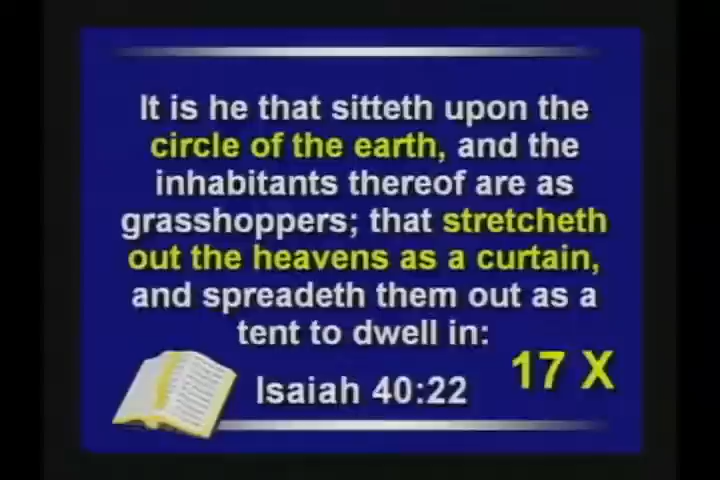 It is he that sitteth upon the
circle of the earth, and the
inhabitants thereof are as
grasshoppers; that stretcheth
out the heavens as a curtain,
and spreadeth them out as a
tent to dwell in:
Isaiah 40:22
17 X